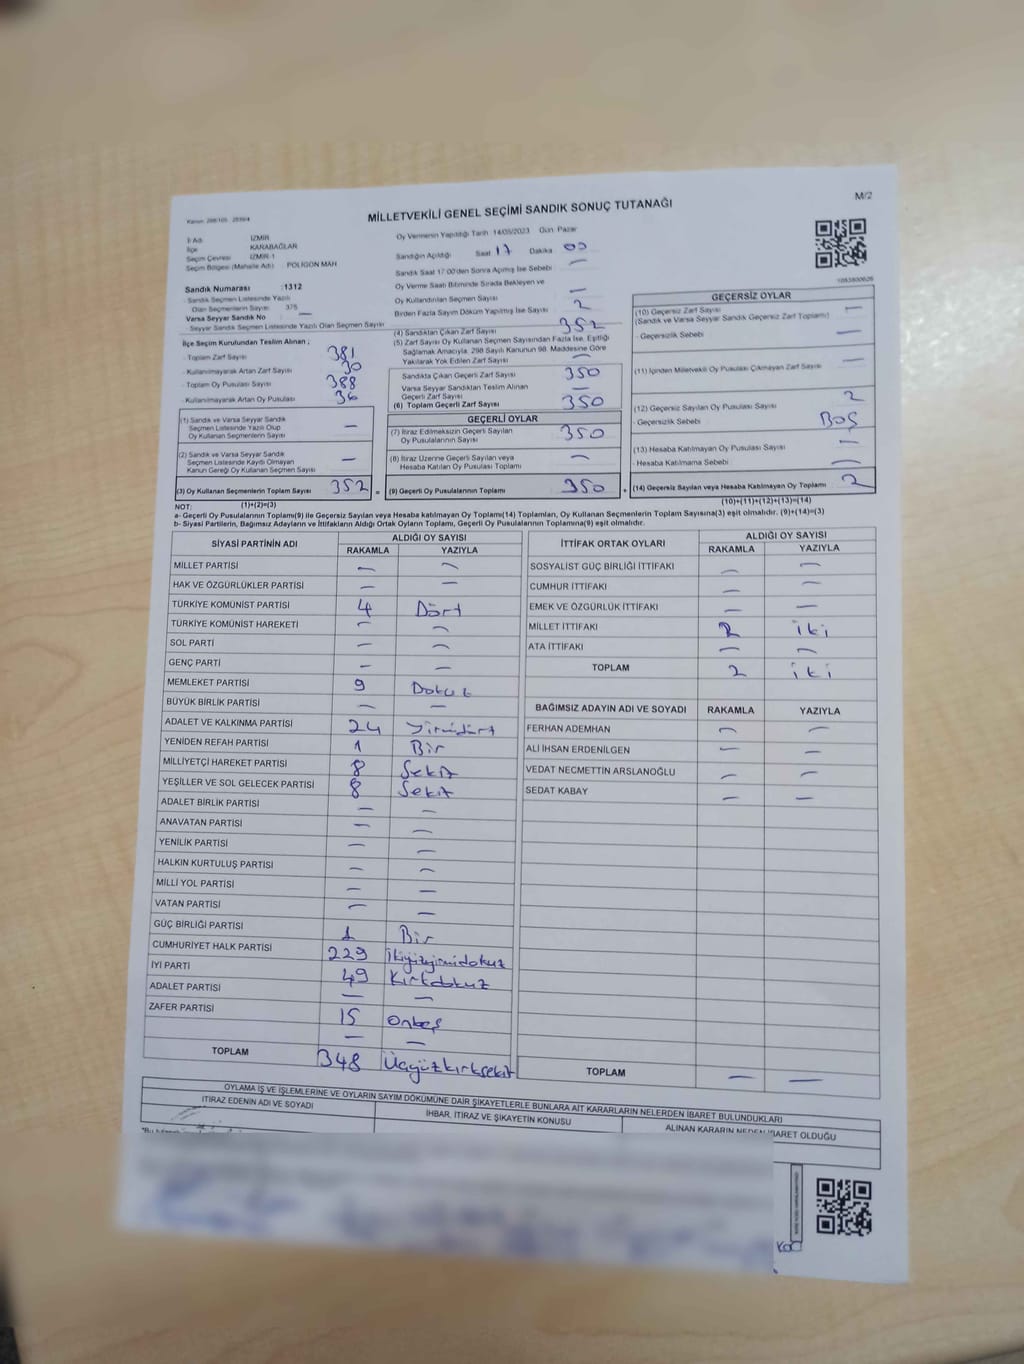 M/2
Kanun: 298/105 2839/4
MİLLETVEKİLİ GENEL SEÇİMİ SANDIK SONUÇ TUTANAĞI
İl Adı İZMİR
İlçe KARABAĞLAR
Seçim Çevresi İZMİR-1
Seçim Bölgesi (Mahalle Adı) POLİGON MAH.
Sandık Numarası :1312
- Sandık Seçmen Listesinde Yazılı
Olan Seçmenlerin Sayısı 375
Varsa Seyyar Sandık No : —
- Seyyar Sandık Seçmen Listesinde Yazılı Olan Seçmen Sayısı
İlçe Seçim Kurulundan Teslim Alınan ;
- Toplam Zarf Sayısı 381
- Kullanılmayarak Artan Zarf Sayısı 30
- Toplam Oy Pusulası Sayısı 388
- Kullanılmayarak Artan Oy Pusulası 36
(1) Sandık ve Varsa Seyyar Sandık
Seçmen Listesinde Yazılı Olup
Oy Kullanan Seçmenlerin Sayısı —
(2) Sandık ve Varsa Seyyar Sandık
Seçmen Listesinde Kayıtlı Olmayan
Kanun Gereği Oy Kullanan Seçmen Sayısı —
(3) Oy Kullanan Seçmenlerin Toplam Sayısı 352 =
(1)+(2)=(3)
Oy Vermenin Yapıldığı Tarih 14/05/2023 Gün Pazar
Sandığın Açıldığı Saat 17 Dakika 00
Sandık Saat 17:00'den Sonra Açılmış İse Sebebi —
Oy Verme Saati Bitiminde Sırada Bekleyen ve
Oy Kullandırılan Seçmen Sayısı —
Birden Fazla Sayım Döküm Yapılmış İse Sayısı 2
(4) Sandıktan Çıkan Zarf Sayısı 352
(5) Zarf Sayısı Oy Kullanan Seçmen Sayısından Fazla İse, Eşitliği
Sağlamak Amacıyla, 298 Sayılı Kanunun 98. Maddesine Göre
Yakılarak Yok Edilen Zarf Sayısı —
Sandıkta Çıkan Geçerli Zarf Sayısı 350
Varsa Seyyar Sandıktan Teslim Alınan
Geçerli Zarf Sayısı —
(6) Toplam Geçerli Zarf Sayısı 350
GEÇERLİ OYLAR
(7) İtiraz Edilmeksizin Geçerli Sayılan
Oy Pusulalarının Sayısı 350
(8) İtiraz Üzerine Geçerli Sayılan veya
Hesaba Katılan Oy Pusulası Toplamı —
(9) Geçerli Oy Pusulalarının Toplamı 350 +
1053800626
GEÇERSİZ OYLAR
(10) Geçersiz Zarf Sayısı —
(Sandık ve Varsa Seyyar Sandık Geçersiz Zarf Toplamı)
- Geçersizlik Sebebi —
(11) İçinden Milletvekili Oy Pusulası Çıkmayan Zarf Sayısı —
(12) Geçersiz Sayılan Oy Pusulası Sayısı 2
- Geçersizlik Sebebi BOŞ
(13) Hesaba Katılmayan Oy Pusulası Sayısı —
- Hesaba Katılmama Sebebi —
(14) Geçersiz Sayılan veya Hesaba Katılmayan Oy Toplamı 2
(10)+(11)+(12)+(13)=(14)
NOT:
a- Geçerli Oy Pusulalarının Toplamı(9) ile Geçersiz Sayılan veya Hesaba Katılmayan Oy Toplamı(14) Toplamları, Oy Kullanan Seçmenlerin Toplam Sayısına(3) eşit olmalıdır. (9)+(14)=(3)
b- Siyasi Partilerin, Bağımsız Adayların ve İttifakların Aldığı Ortak Oyların Toplamı, Geçerli Oy Pusulalarının Toplamına(9) eşit olmalıdır.
SİYASİ PARTİNİN ADI ALDIĞI OY SAYISI
RAKAMLA YAZIYLA
MİLLET PARTİSİ — —
HAK VE ÖZGÜRLÜKLER PARTİSİ — —
TÜRKİYE KOMÜNİST PARTİSİ 4 Dört
TÜRKİYE KOMÜNİST HAREKETİ — —
SOL PARTİ — —
GENÇ PARTİ — —
MEMLEKET PARTİSİ 9 Dokuz
BÜYÜK BİRLİK PARTİSİ — —
ADALET VE KALKINMA PARTİSİ 24 Yirmidört
YENİDEN REFAH PARTİSİ 1 Bir
MİLLİYETÇİ HAREKET PARTİSİ 8 Sekiz
YEŞİLLER VE SOL GELECEK PARTİSİ 8 Sekiz
ADALET BİRLİK PARTİSİ — —
ANAVATAN PARTİSİ — —
YENİLİK PARTİSİ — —
HALKIN KURTULUŞ PARTİSİ — —
MİLLİ YOL PARTİSİ — —
VATAN PARTİSİ — —
GÜÇ BİRLİĞİ PARTİSİ 1 Bir
CUMHURİYET HALK PARTİSİ 229 İkiyüzyirmidokuz
İYİ PARTİ 49 Kırkdokuz
ADALET PARTİSİ — —
ZAFER PARTİSİ 15 Onbeş
— —
TOPLAM 348 Üçyüzkırksekiz
İTTİFAK ORTAK OYLARI ALDIĞI OY SAYISI
RAKAMLA YAZIYLA
SOSYALİST GÜÇ BİRLİĞİ İTTİFAKI — —
CUMHUR İTTİFAKI — —
EMEK VE ÖZGÜRLÜK İTTİFAKI — —
MİLLET İTTİFAKI 2 iki
ATA İTTİFAKI — —
TOPLAM 2 iki
BAĞIMSIZ ADAYIN ADI VE SOYADI RAKAMLA YAZIYLA
FERHAN ADEMHAN — —
ALİ İHSAN ERDENİLGEN — —
VEDAT NECMETTİN ARSLANOĞLU — —
SEDAT KABAY — —
TOPLAM — —
OYLAMA İŞ VE İŞLEMLERİNE VE OYLARIN SAYIM DÖKÜMÜNE DAİR ŞİKAYETLERLE BUNLARA AİT KARARLARIN NELERDEN İBARET BULUNDUKLARI
İTİRAZ EDENİN ADI VE SOYADI İHBAR, İTİRAZ VE ŞİKAYETİN KONUSU ALINAN KARARIN NEDEN İBARET OLDUĞU
KOÇ